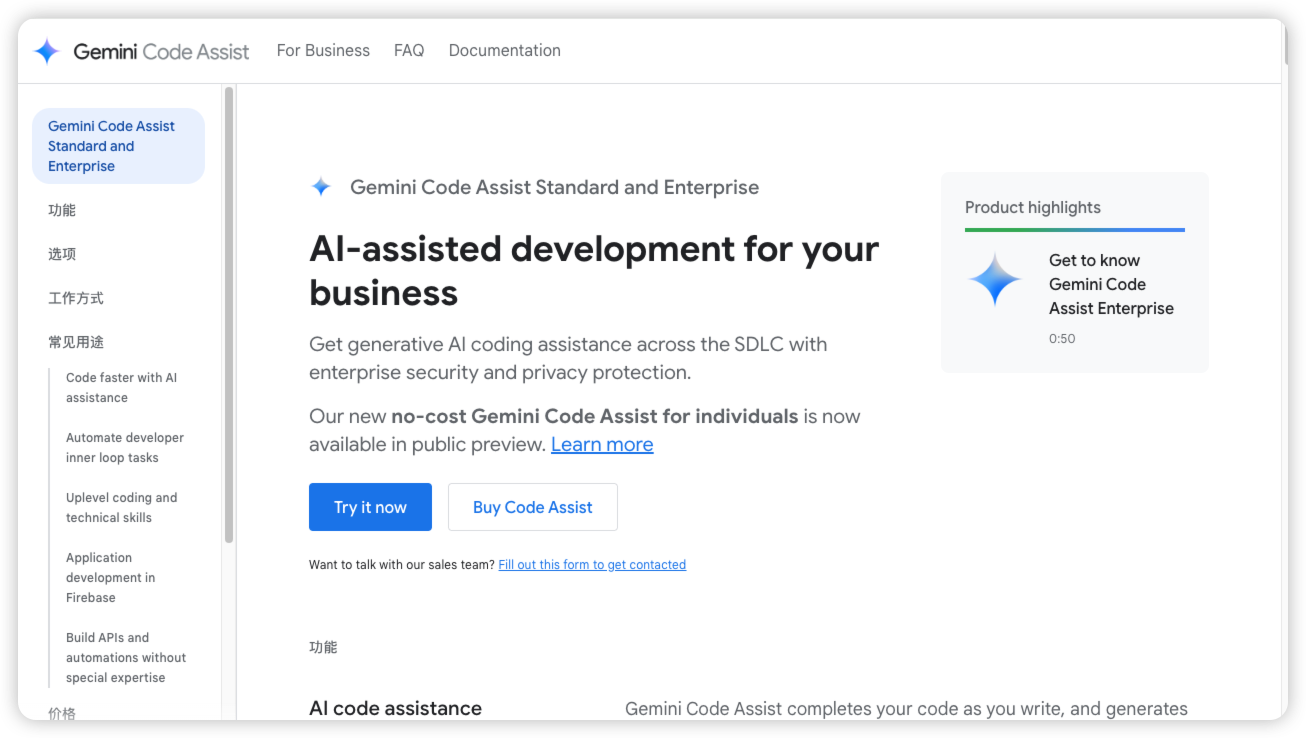 Gemini Code Assist
For Business
FAQ
Documentation
Gemini Code Assist
Standard and
Enterprise
功能
选项
工作方式
常见用途
Code faster with AI
assistance
Automate developer
inner loop tasks
Uplevel coding and
technical skills
Application
development in
Firebase
Build APIs and
automations without
special expertise
价格
Gemini Code Assist Standard and Enterprise
AI-assisted development for your
business
Get generative AI coding assistance across the SDLC with
enterprise security and privacy protection.
Our new no-cost Gemini Code Assist for individuals is now
available in public preview. Learn more
Try it now
Buy Code Assist
Want to talk with our sales team? Fill out this form to get contacted
Product highlights
Get to know
Gemini Code
Assist Enterprise
0:50
功能
AI code assistance
Gemini Code Assist completes your code as you write, and generates